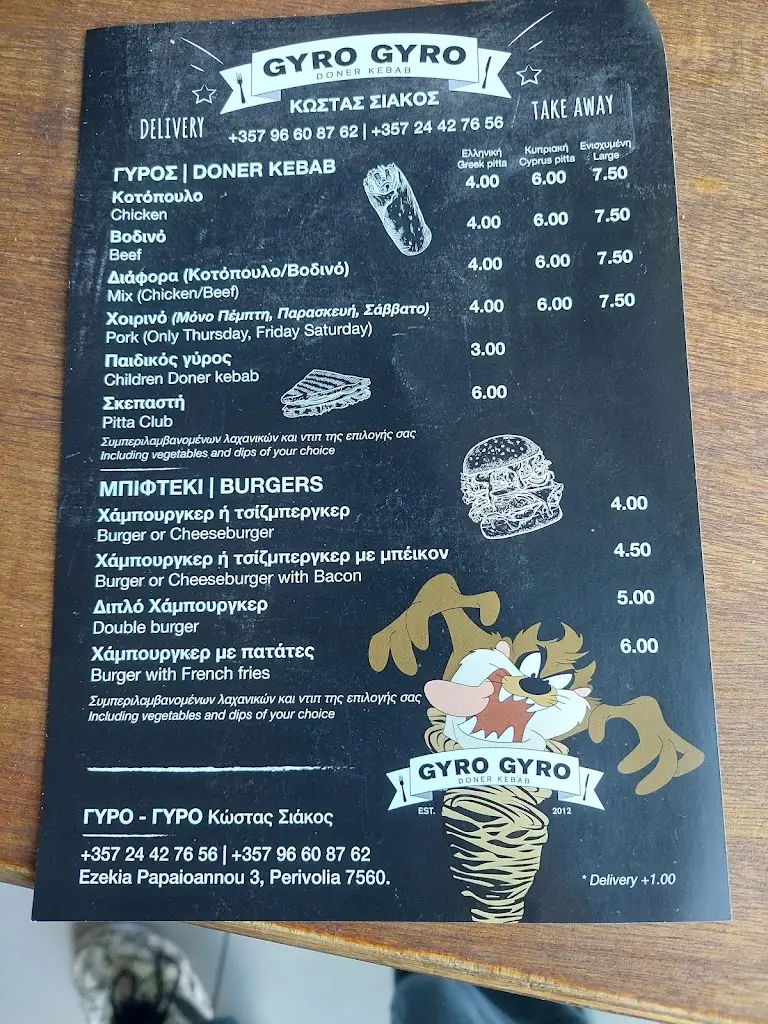 GYRO GYRO
DONER KEBAB
ΚΩΣΤΑΣ ΣΙΑΚΟΣ
DELIVERY
TAKE AWAY
+357 96 60 87 62 | +357 24 42 76 56
ΓΥΡΟΣ | DONER KEBAB
Ελληνική Κυπριακή Ενισχυμένη
Greek pitta Cyprus pitta Large
Κοτόπουλο 4.00 6.00 7.50
Chicken
Βοδινό 4.00 6.00 7.50
Beef
Διάφορα (Κοτόπουλο/Βοδινό) 4.00 6.00 7.50
Mix (Chicken/Beef)
Χοιρινό (Μόνο Πέμπτη, Παρασκευή, Σάββατο) 4.00 6.00 7.50
Pork (Only Thursday, Friday Saturday)
Παιδικός γύρος 3.00
Children Doner kebab
Σκεπαστή 6.00
Pitta Club
Συμπεριλαμβανομένων λαχανικών και ντιπ της επιλογής σας
Including vegetables and dips of your choice
ΜΠΙΦΤΕΚΙ | BURGERS
Χάμπουργκερ ή τσίζμπεργκερ 4.00
Burger or Cheeseburger
Χάμπουργκερ ή τσίζμπεργκερ με μπέικον 4.50
Burger or Cheeseburger with Bacon
Διπλό Χάμπουργκερ 5.00
Double burger
Χάμπουργκερ με πατάτες 6.00
Burger with French fries
Συμπεριλαμβανομένων λαχανικών και ντιπ της επιλογής σας
Including vegetables and dips of your choice
GYRO GYRO
DONER KEBAB
EST. 2012
ΓΥΡΟ - ΓΥΡΟ Κώστας Σιάκος
+357 24 42 76 56 | +357 96 60 87 62
Ezekia Papaioannou 3, Perivolia 7560.
* Delivery +1.00